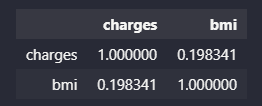 charges bmi
charges 1.000000 0.198341
bmi 0.198341 1.000000